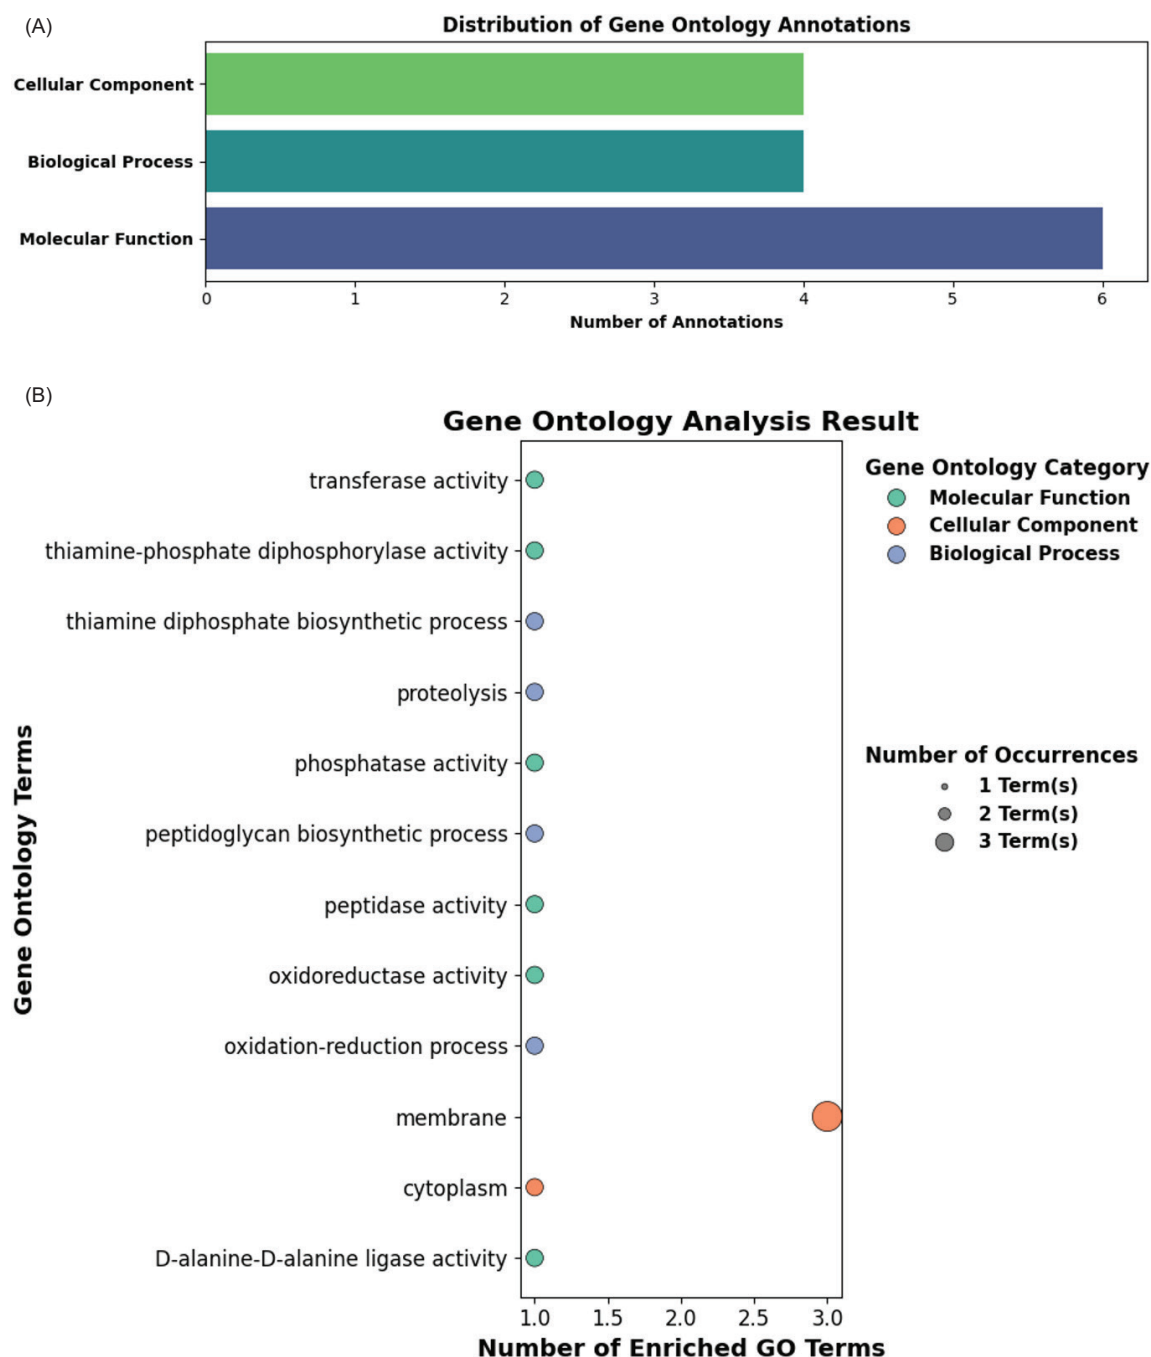 (A)
Distribution of Gene Ontology Annotations
Cellular Component
Biological Process
Molecular Function
0 1 2 3 4 5 6
Number of Annotations
(B)
Gene Ontology Analysis Result
Gene Ontology Terms
transferase activity
thiamine-phosphate diphosphorylase activity
thiamine diphosphate biosynthetic process
proteolysis
phosphatase activity
peptidoglycan biosynthetic process
peptidase activity
oxidoreductase activity
oxidation-reduction process
membrane
cytoplasm
D-alanine-D-alanine ligase activity
1.0 1.5 2.0 2.5 3.0
Number of Enriched GO Terms
Gene Ontology Category
Molecular Function
Cellular Component
Biological Process
Number of Occurrences
1 Term(s)
2 Term(s)
3 Term(s)